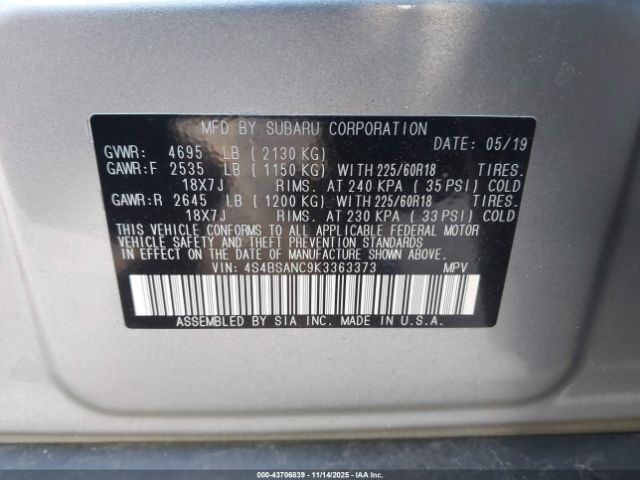 MFD BY SUBARU CORPORATION
DATE: 05/19
GVWR: 4695 LB ( 2130 KG)
GAWR:F 2535 LB ( 1150 KG) WITH 225/60R18 TIRES.
18X7J RIMS. AT 240 KPA ( 35 PSI) COLD
GAWR:R 2645 LB ( 1200 KG) WITH 225/60R18 TIRES.
18X7J RIMS. AT 230 KPA ( 33 PSI) COLD
THIS VEHICLE CONFORMS TO ALL APPLICABLE FEDERAL MOTOR
VEHICLE SAFETY AND THEFT PREVENTION STANDARDS
IN EFFECT ON THE DATE OF MANUFACTURE SHOWN ABOVE.
VIN: 4S4BSANC9K3363373 MPV
ASSEMBLED BY SIA INC. MADE IN U.S.A.
000-43706839 - 11/14/2025 - IAAI.COM